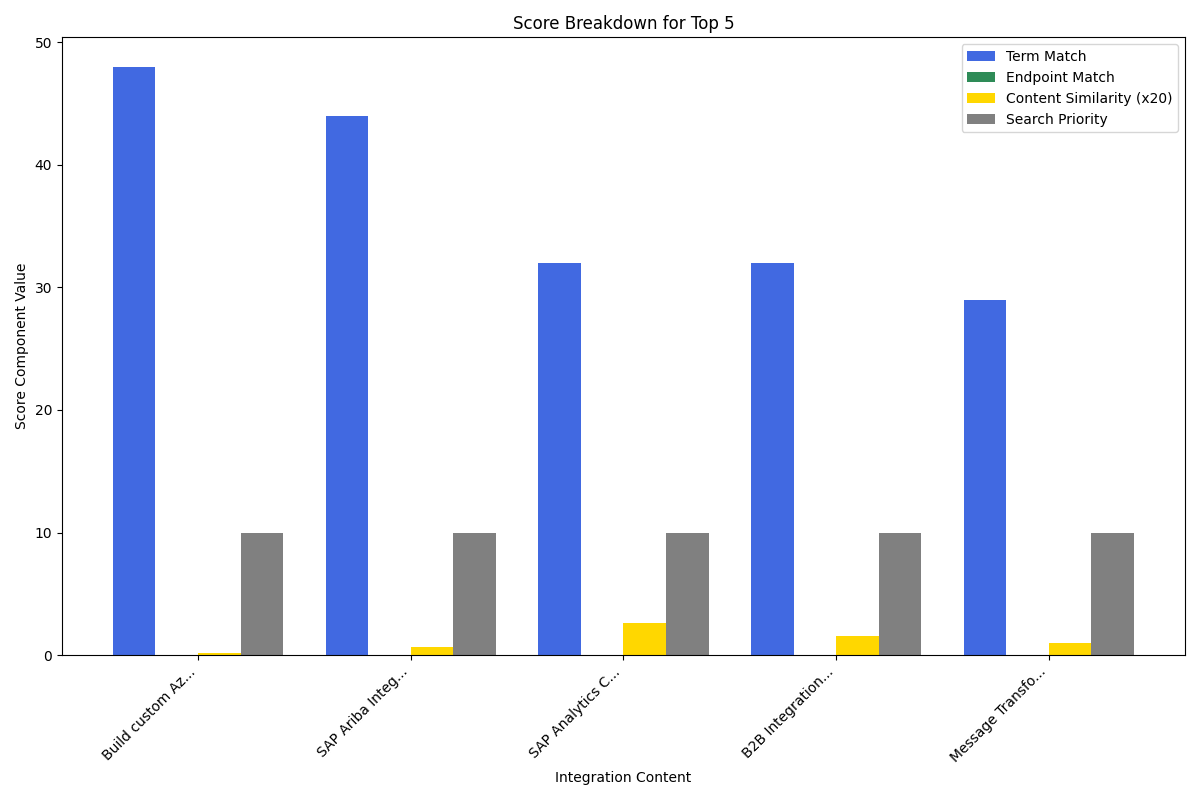 Score Breakdown for Top 5
Term Match
Endpoint Match
Content Similarity (x20)
Search Priority
Score Component Value
50
40
30
20
10
0
Build custom Az...
SAP Ariba Integ...
SAP Analytics C...
B2B Integration...
Message Transfo...
Integration Content